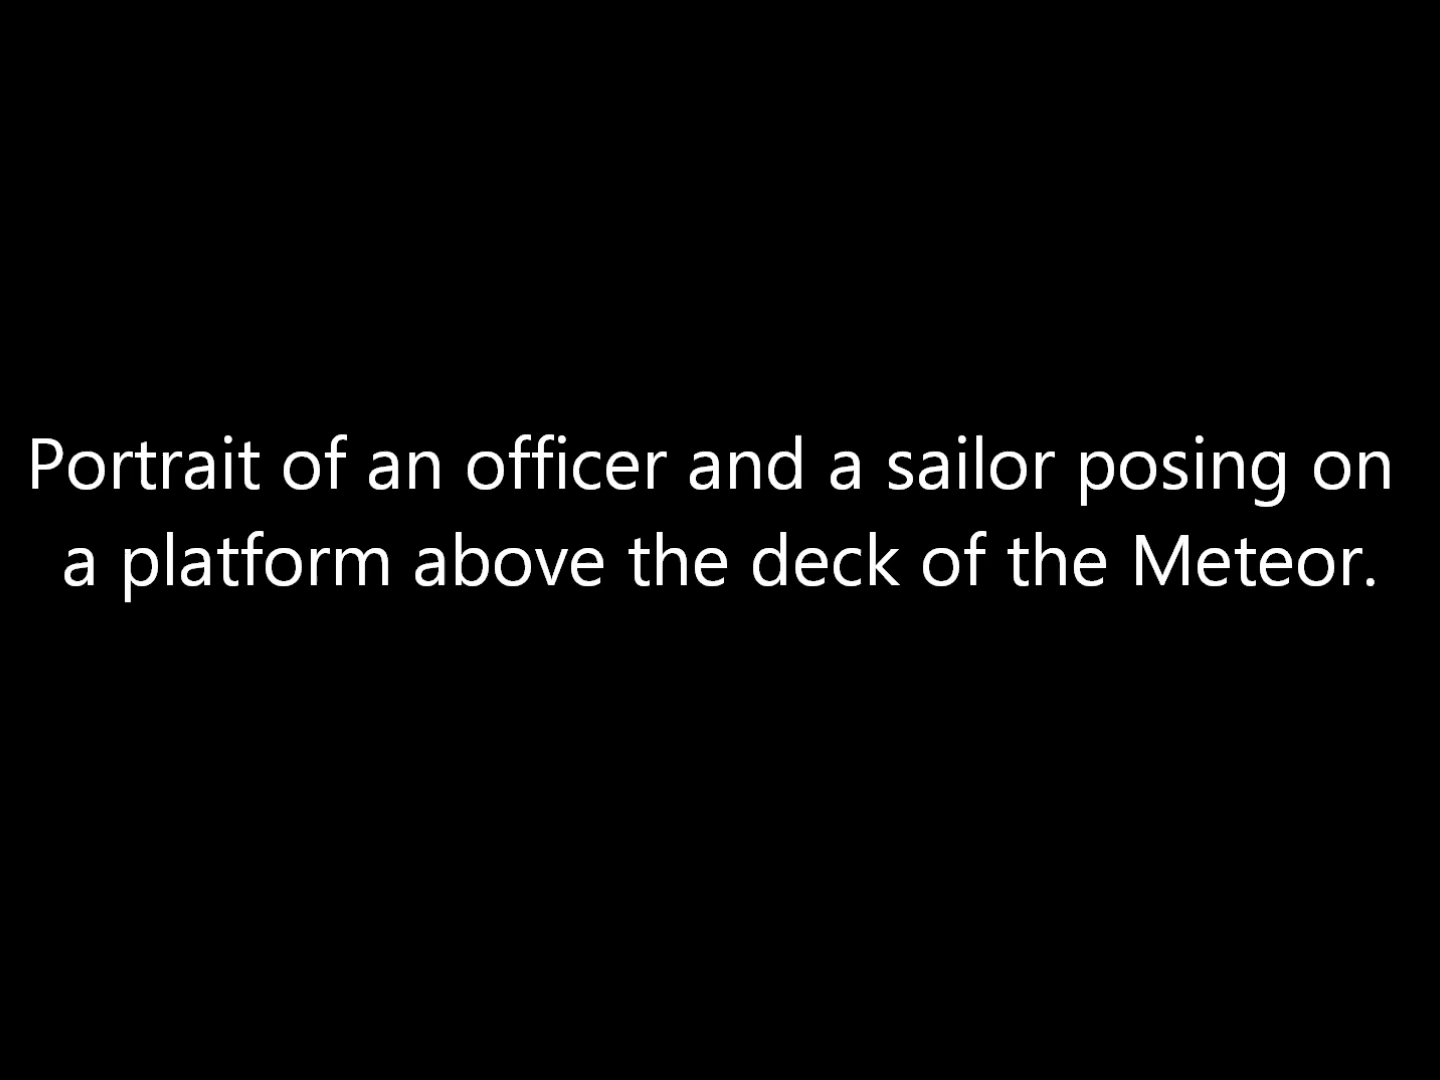 Portrait of an officer and a sailor posing on
a platform above the deck of the Meteor.